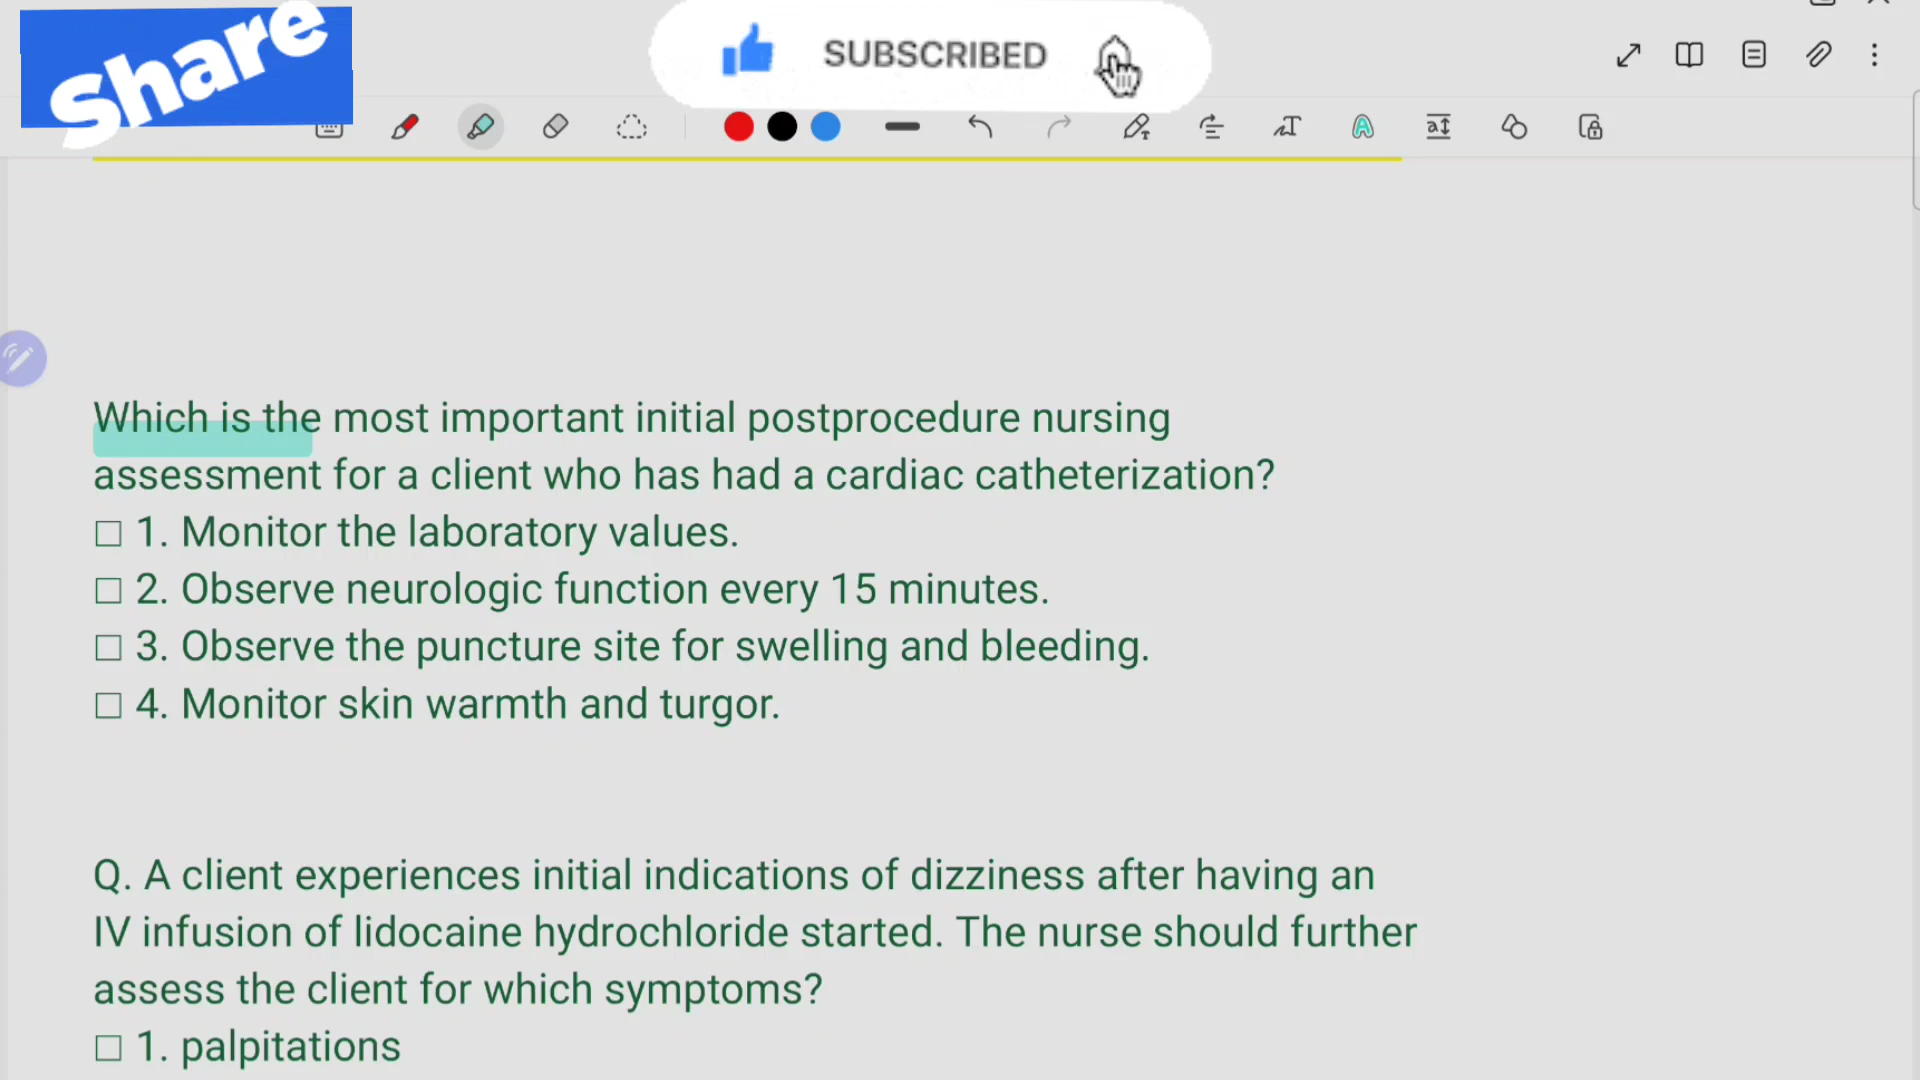 Share
SUBSCRIBED
Which is the most important initial postprocedure nursing
assessment for a client who has had a cardiac catheterization?
□ 1. Monitor the laboratory values.
□ 2. Observe neurologic function every 15 minutes.
□ 3. Observe the puncture site for swelling and bleeding.
□ 4. Monitor skin warmth and turgor.
Q. A client experiences initial indications of dizziness after having an
IV infusion of lidocaine hydrochloride started. The nurse should further
assess the client for which symptoms?
□ 1. palpitations